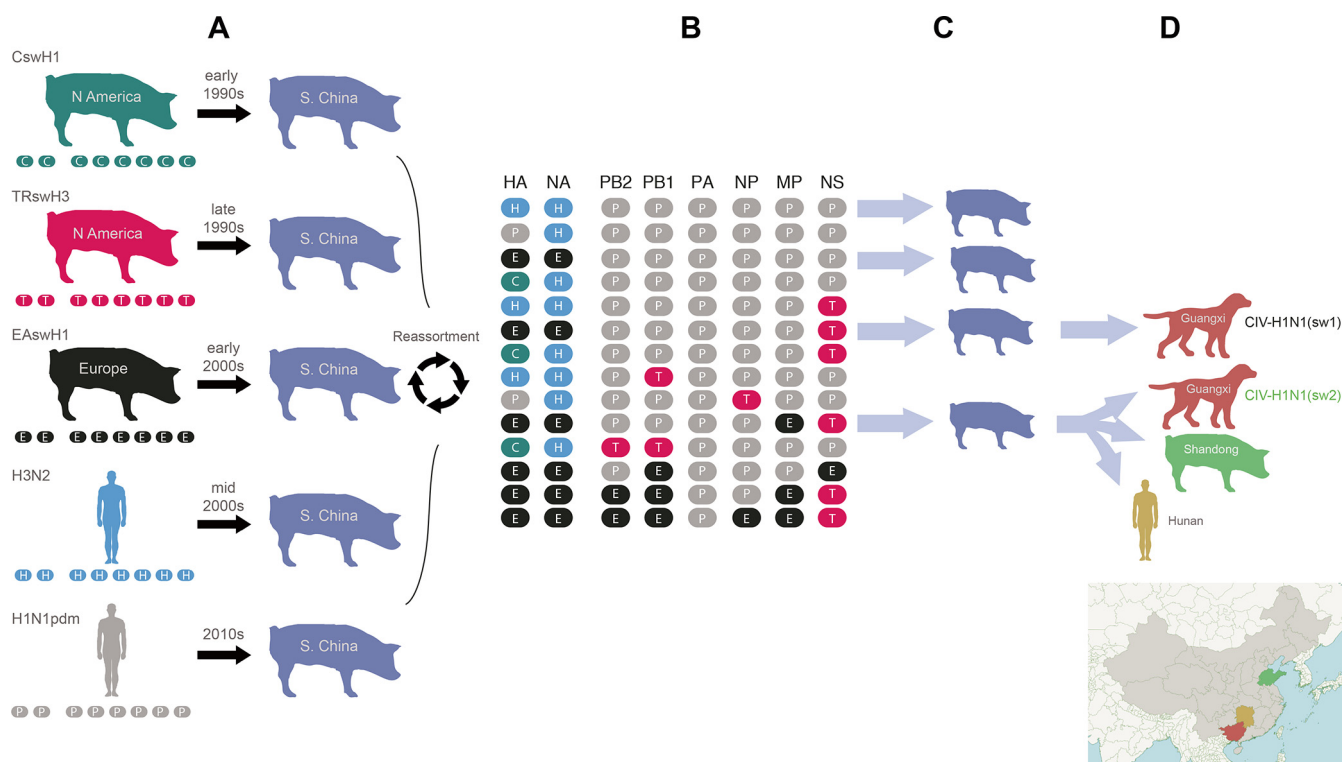 A B C D
CswH1
N America
early
1990s
S. China
C C C C C C C C
TRswH3
N America
late
1990s
S. China
T T T T T T T T
EAswH1
Europe
early
2000s
S. China
E E E E E E E E
H3N2
mid
2000s
S. China
H H H H H H H H
H1N1pdm
2010s
S. China
P P P P P P P P
Reassortment
HA NA PB2 PB1 PA NP MP NS
H H P P P P P P
P H P P P P P P
E E P P P P P P
C H P P P P P P
H H P P P P P T
E E P P P P P T
C H P P P P P T
H H P T P P P P
P H P P P T P P
E E P P P P E T
C H T T P P P P
E E P E P P P E
E E E E P P E T
E E E E P E E T
Guangxi
CIV-H1N1(sw1)
Guangxi
CIV-H1N1(sw2)
Shandong
Hunan